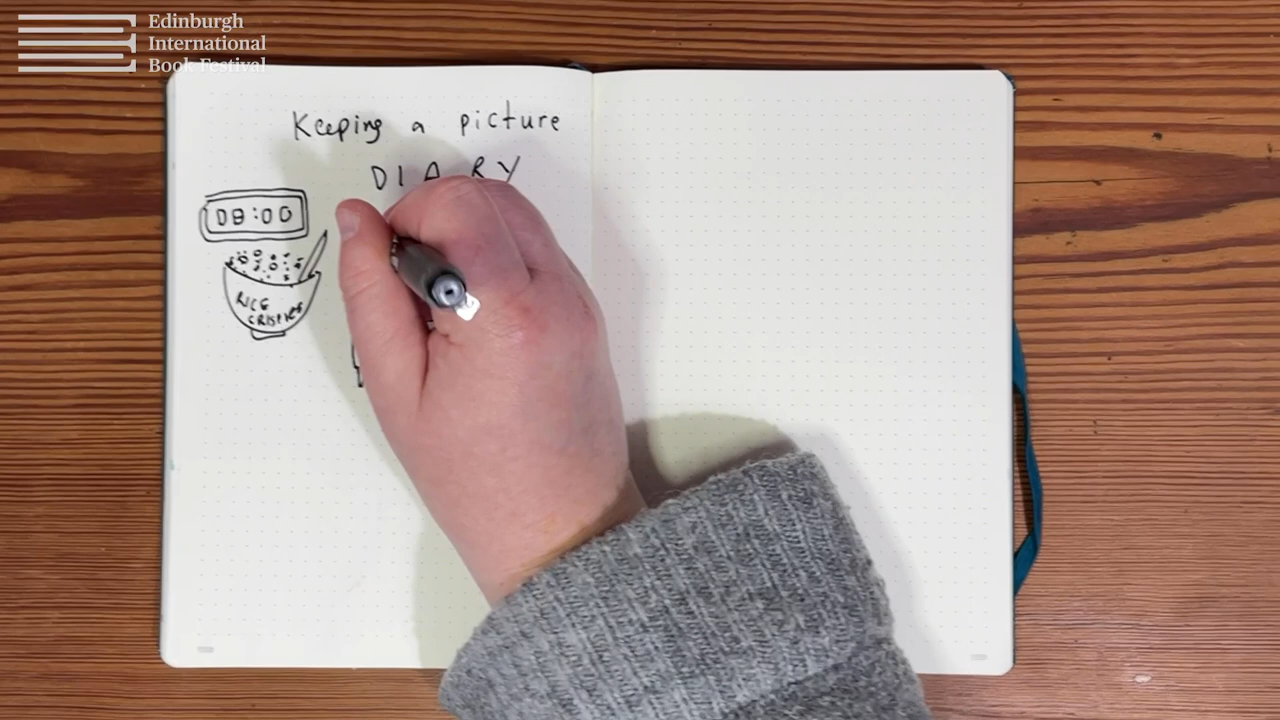 Edinburgh
International
Book Festival
Keeping a picture
DIARY
08:00
RICE
CRISPIES